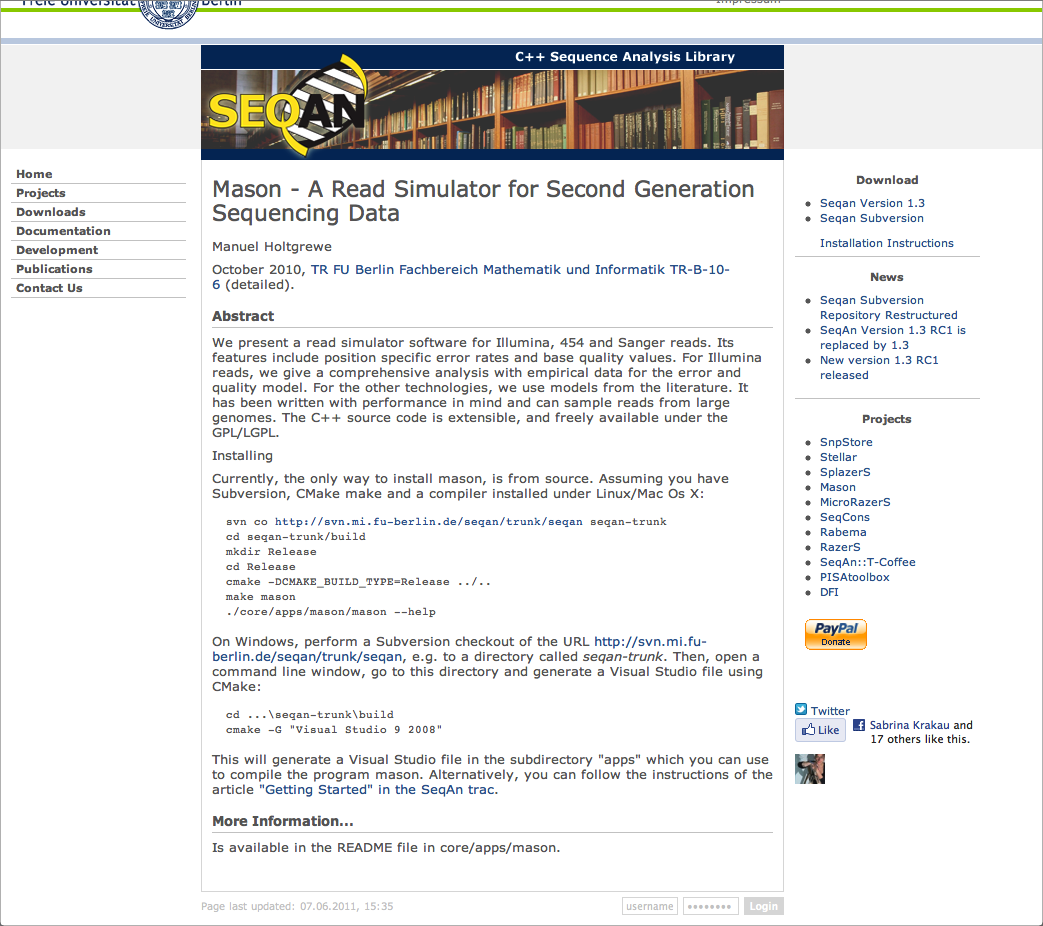 Freie Universität Berlin
Impressum
C++ Sequence Analysis Library
SEQAN
Home
Projects
Downloads
Documentation
Development
Publications
Contact Us
Mason - A Read Simulator for Second Generation
Sequencing Data
Manuel Holtgrewe
October 2010, TR FU Berlin Fachbereich Mathematik und Informatik TR-B-10-
6 (detailed).
Abstract
We present a read simulator software for Illumina, 454 and Sanger reads. Its
features include position specific error rates and base quality values. For Illumina
reads, we give a comprehensive analysis with empirical data for the error and
quality model. For the other technologies, we use models from the literature. It
has been written with performance in mind and can sample reads from large
genomes. The C++ source code is extensible, and freely available under the
GPL/LGPL.
Installing
Currently, the only way to install mason, is from source. Assuming you have
Subversion, CMake make and a compiler installed under Linux/Mac Os X:
svn co http://svn.mi.fu-berlin.de/seqan/trunk/seqan seqan-trunk
cd seqan-trunk/build
mkdir Release
cd Release
cmake -DCMAKE_BUILD_TYPE=Release ../..
make mason
./core/apps/mason/mason --help
On Windows, perform a Subversion checkout of the URL http://svn.mi.fu-
berlin.de/seqan/trunk/seqan, e.g. to a directory called seqan-trunk. Then, open a
command line window, go to this directory and generate a Visual Studio file using
CMake:
cd ...\seqan-trunk\build
cmake -G "Visual Studio 9 2008"
This will generate a Visual Studio file in the subdirectory "apps" which you can use
to compile the program mason. Alternatively, you can follow the instructions of the
article "Getting Started" in the SeqAn trac.
More Information...
Is available in the README file in core/apps/mason.
Download
Seqan Version 1.3
Seqan Subversion
Installation Instructions
News
Seqan Subversion
Repository Restructured
SeqAn Version 1.3 RC1 is
replaced by 1.3
New version 1.3 RC1
released
Projects
SnpStore
Stellar
SplazerS
Mason
MicroRazerS
SeqCons
Rabema
RazerS
SeqAn::T-Coffee
PISAtoolbox
DFI
PayPal
Donate
Twitter
Like
Sabrina Krakau and
17 others like this.
Page last updated: 07.06.2011, 15:35
username
••••••••
Login